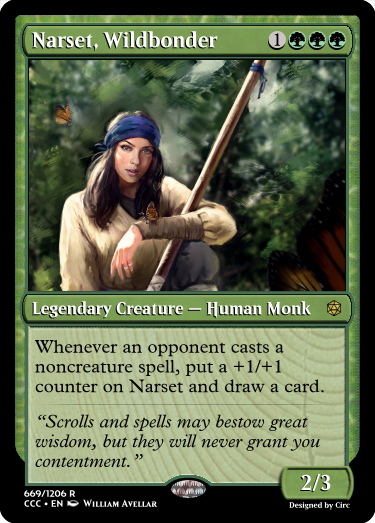 Narset, Wildbonder 1
Legendary Creature — Human Monk
Whenever an opponent casts a
noncreature spell, put a +1/+1
counter on Narset and draw a card.
“Scrolls and spells may bestow great
wisdom, but they will never grant you
contentment.”
2/3
669/1206 R
CCC • EN William Avellar
Designed by Circ